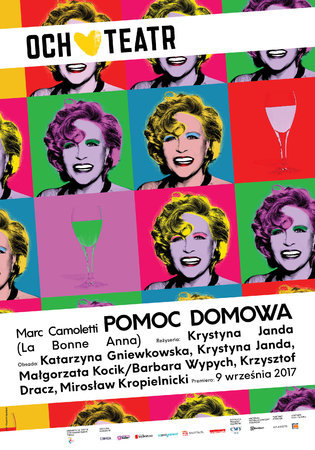 OCH TEATR
Marc Camoletti POMOC DOMOWA
(La Bonne Anna) Reżyseria: Krystyna Janda
Obsada: Katarzyna Gniewkowska, Krystyna Janda,
Małgorzata Kocik/Barbara Wypych, Krzysztof
Dracz, Mirosław Kropielnicki Premiera: 9 września 2017